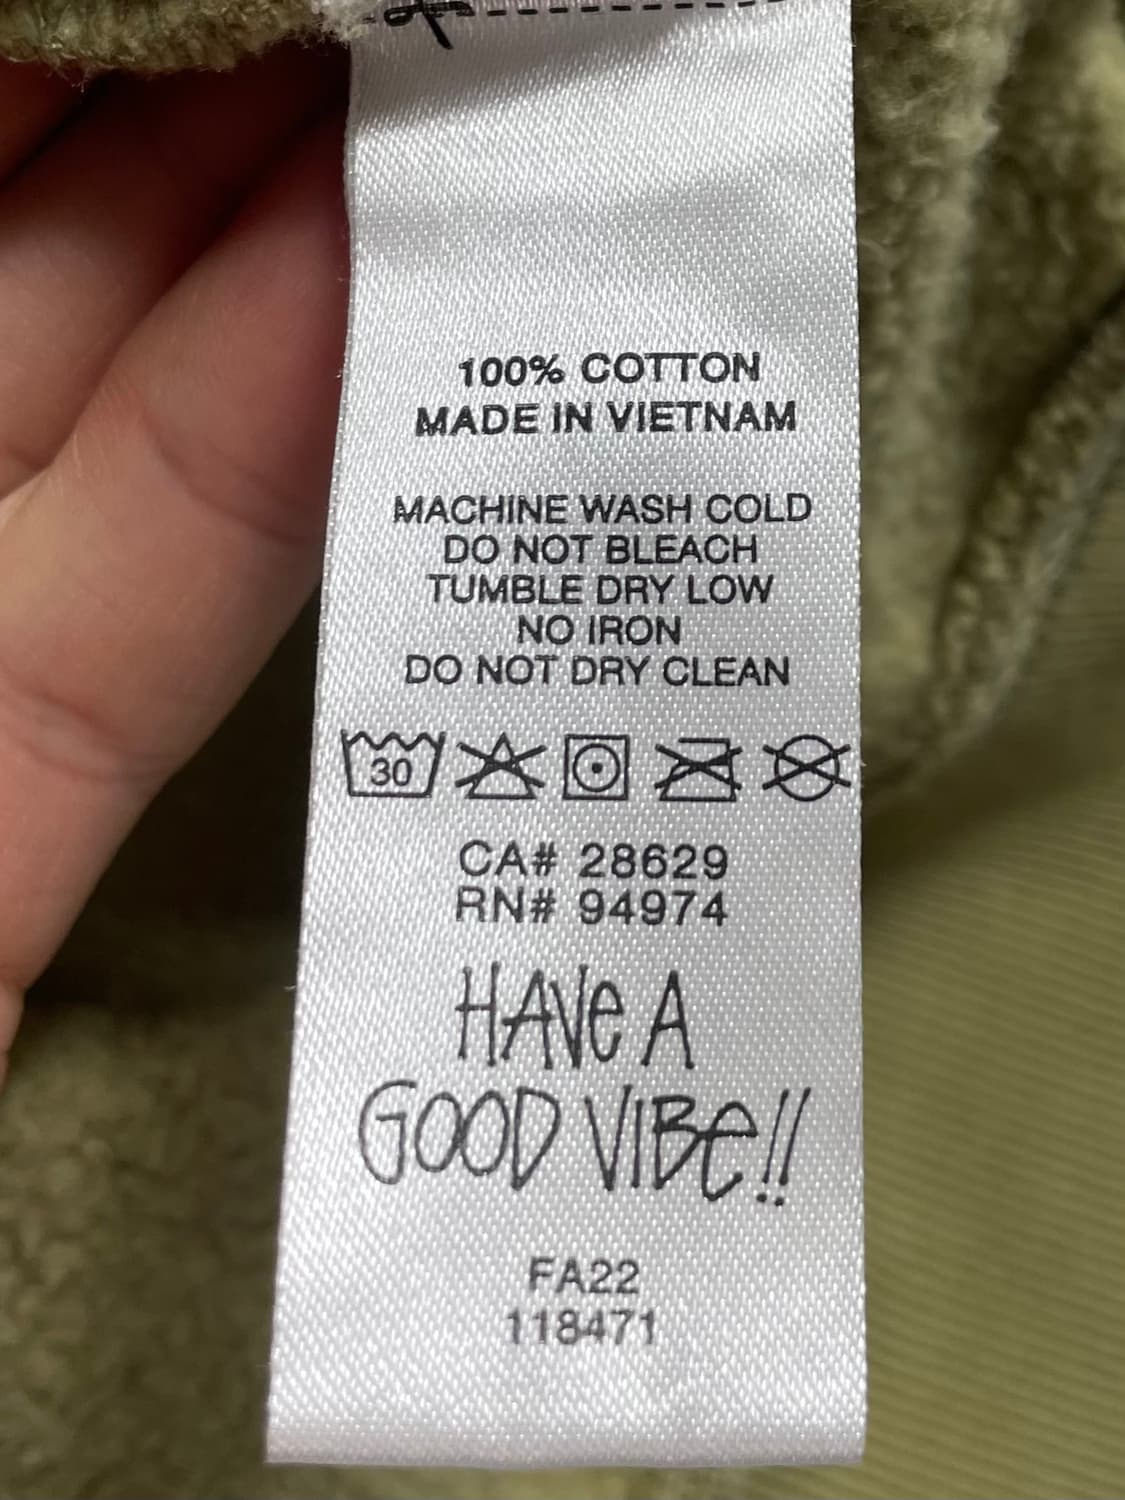 100% COTTON
MADE IN VIETNAM
MACHINE WASH COLD
DO NOT BLEACH
TUMBLE DRY LOW
NO IRON
DO NOT DRY CLEAN
30
CA# 28629
RN# 94974
HAVe A
GOOD VIBe!!
FA22
118471